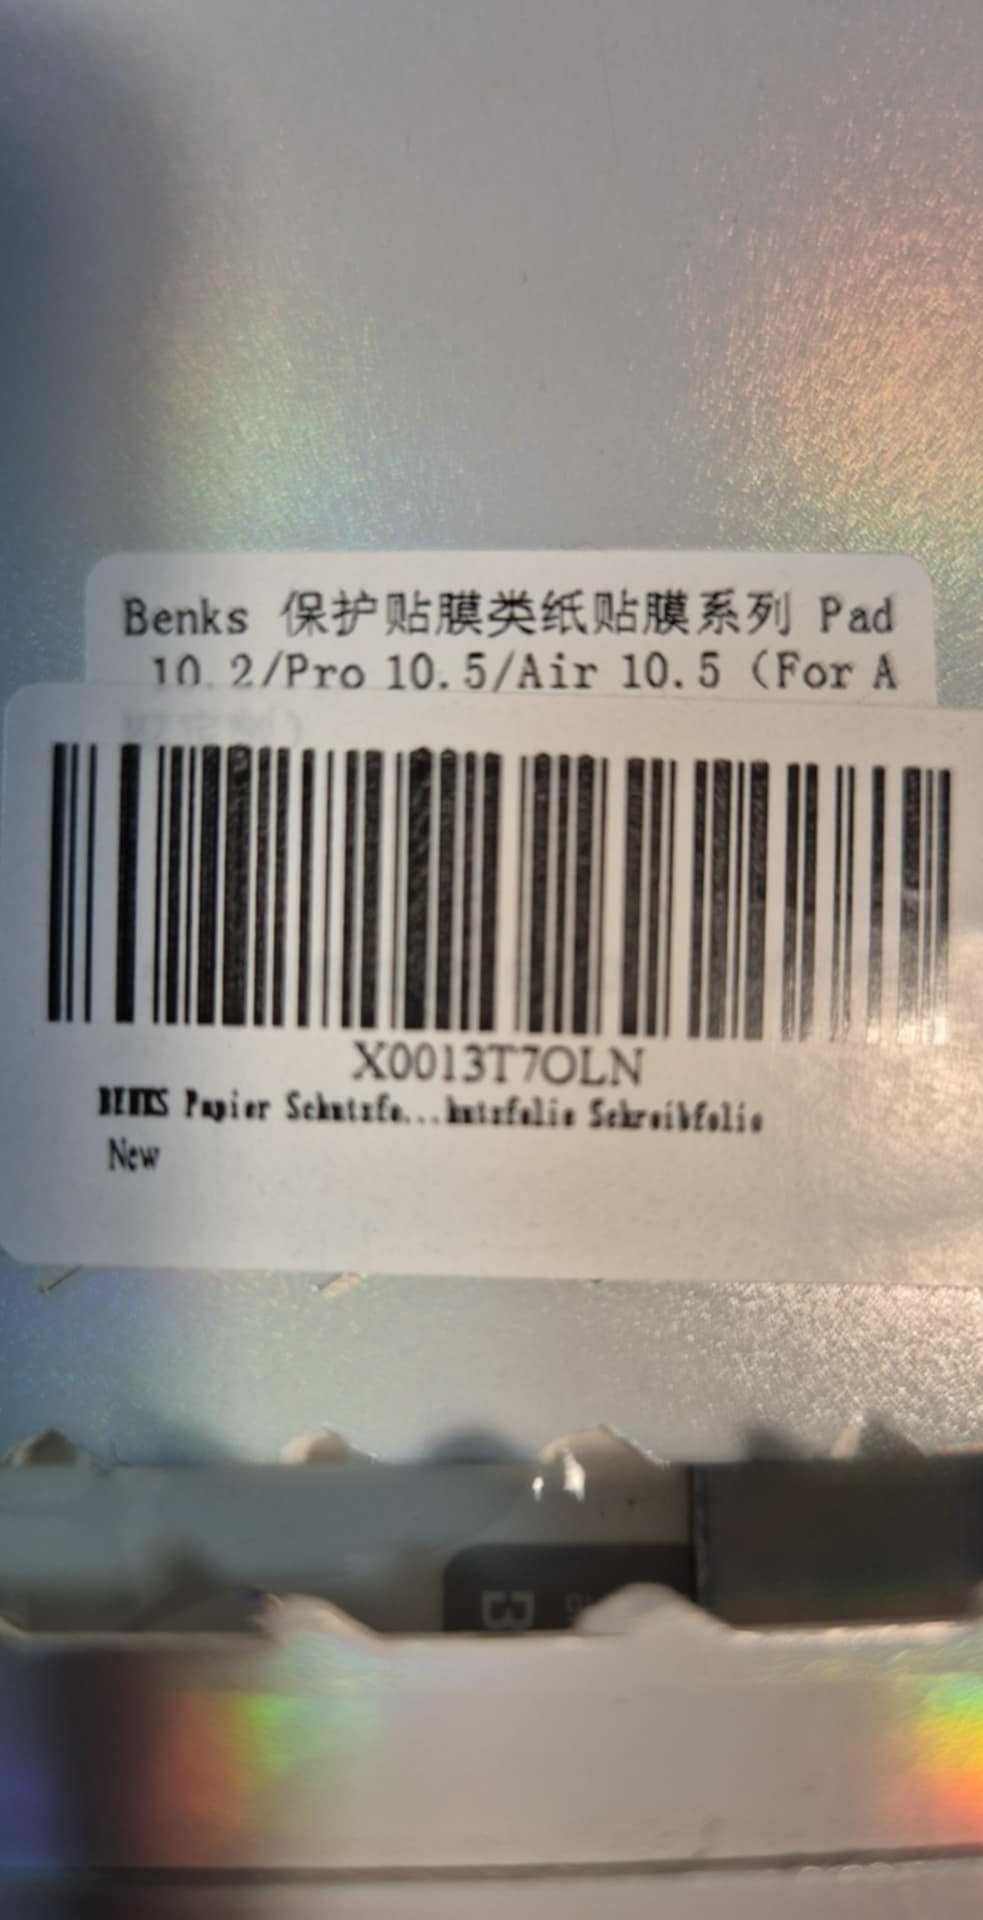 Benks 保护贴膜类纸贴膜系列 Pad
10.2/Pro 10.5/Air 10.5 (For A
X0013T7OLN
BENKS Papier Schutzfo...hutzfolie Schreibfolie
New
B